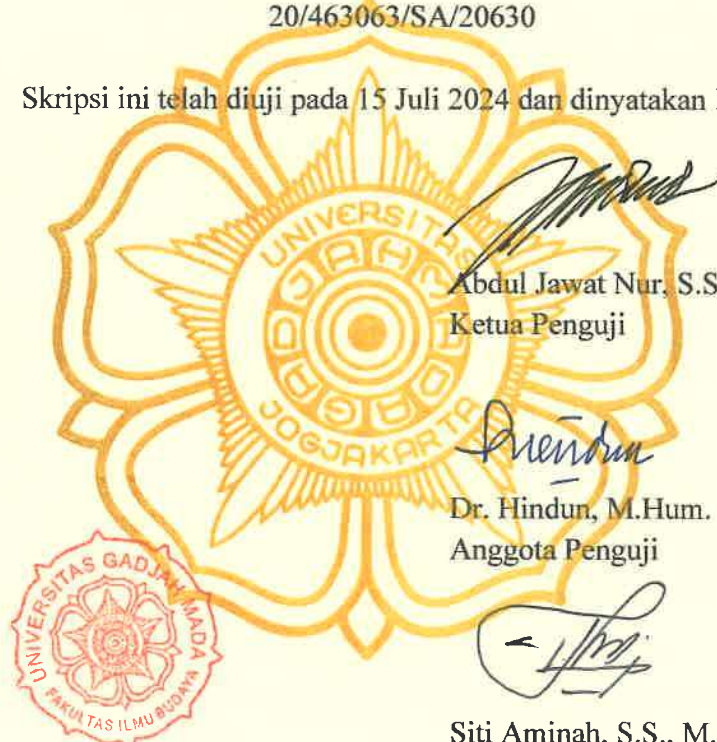 20/463063/SA/20630
Skripsi ini telah diuji pada 15 Juli 2024 dan dinyatakan
UNIVERSITAS
GADJAH MADA
JOGJAKARTA
Abdul Jawat Nur, S.S
Ketua Penguji
Dr. Hindun, M.Hum.
Anggota Penguji
UNIVERSITAS GADJAH MADA
FAKULTAS ILMU BUDAYA
Siti Aminah, S.S., M.